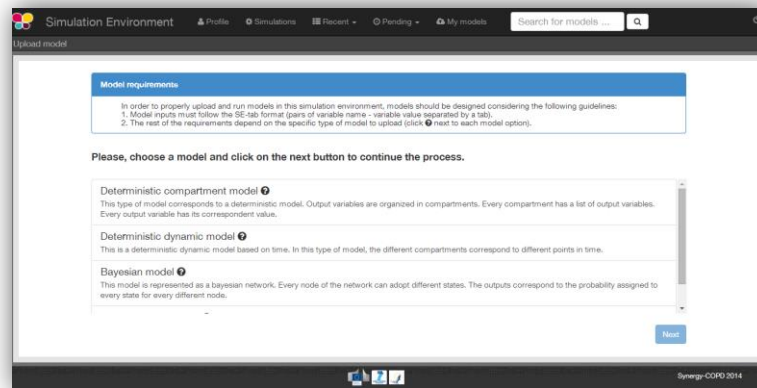 Simulation Environment Profile Simulations Recent Pending My models Search for models ...
Upload model
Model requirements
In order to properly upload and run models in this simulation environment, models should be designed considering the following guidelines:
1. Model inputs must follow the SE-tab format (pairs of variable name - variable value separated by a tab).
2. The rest of the requirements depend on the specific type of model to upload (click ? next to each model option).
Please, choose a model and click on the next button to continue the process.
Deterministic compartment model ?
This type of model corresponds to a deterministic model. Output variables are organized in compartments. Every compartment has a list of output variables.
Every output variable has its correspondent value.
Deterministic dynamic model ?
This is a deterministic dynamic model based on time. In this type of model, the different compartments correspond to different points in time.
Bayesian model ?
This model is represented as a bayesian network. Every node of the network can adopt different states. The outputs correspond to the probability assigned to
every state for every different node.
Next
Synergy-COPD 2014